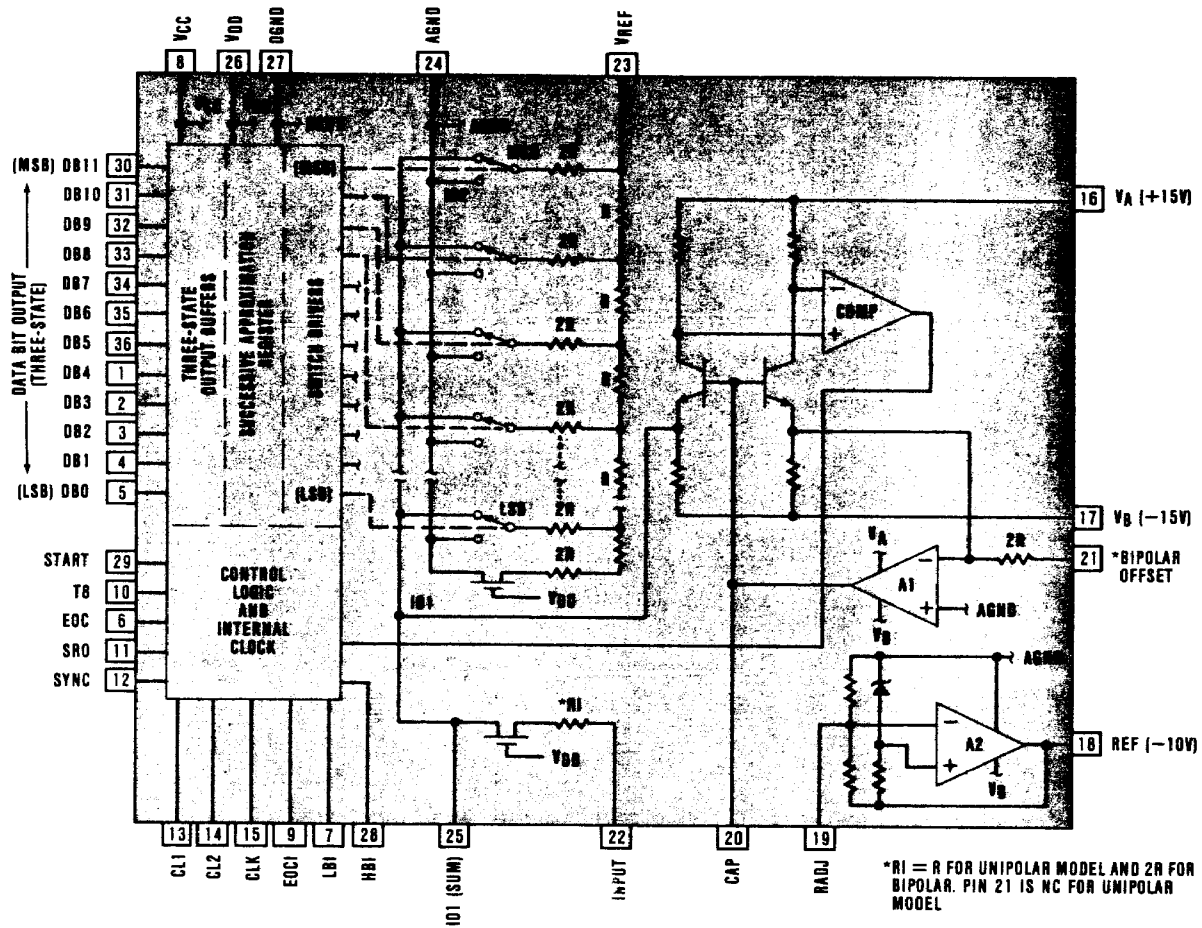 VCC
VDD
DGND
AGND
VREF
8
26
27
24
23
(MSB) DB11 30
DB10 31
DB9 32
DB8 33
DB7 34
DB6 35
DB5 36
DB4 1
DB3 2
DB2 3
DB1 4
(LSB) DB0 5
DATA BIT OUTPUT
(THREE-STATE)
START 29
T8 10
EOC 6
SRO 11
SYNC 12
THREE-STATE
OUTPUT BUFFERS
SUCCESSIVE APPROXIMATION
REGISTER
SWITCH DRIVERS
(MSB)
(LSB)
CONTROL
LOGIC
AND
INTERNAL
CLOCK
2R
R
2R
R
2R
R
2R
R
LSB
2R
2R
VDD
IO1
*RI
VDD
COMP
−
+
16 VA (+15V)
17 VB (−15V)
2R
21 *BIPOLAR
OFFSET
VA
A1
−
+
AGND
VB
AGND
A2
−
+
VB
18 REF (−10V)
13
14
15
9
7
28
25
22
20
19
CL1
CL2
CLK
EOCI
LBI
HBI
IO1 (SUM)
INPUT
CAP
RADJ
*RI = R FOR UNIPOLAR MODEL AND 2R FOR
BIPOLAR. PIN 21 IS NC FOR UNIPOLAR
MODEL